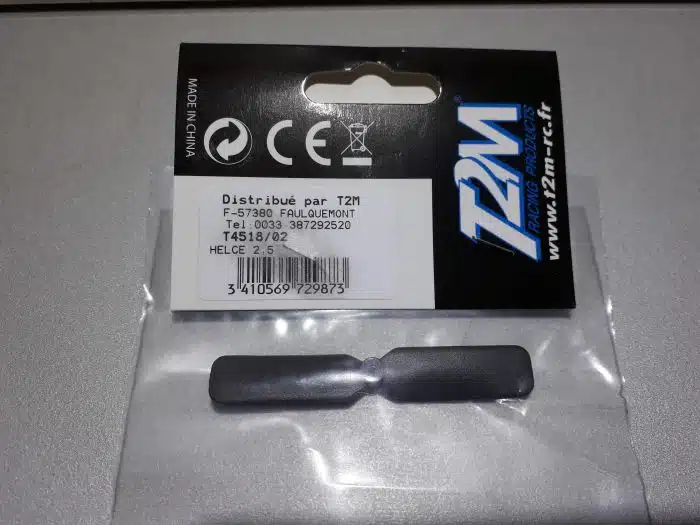 MADE IN CHINA
CE
T2M
RACING PRODUCTS
www.t2m-rc.fr
Distribué par T2M
F-57380 FAULQUEMONT
Tel 0033 387292520
T4518/02
HELCE 2.5
3 410569 729873